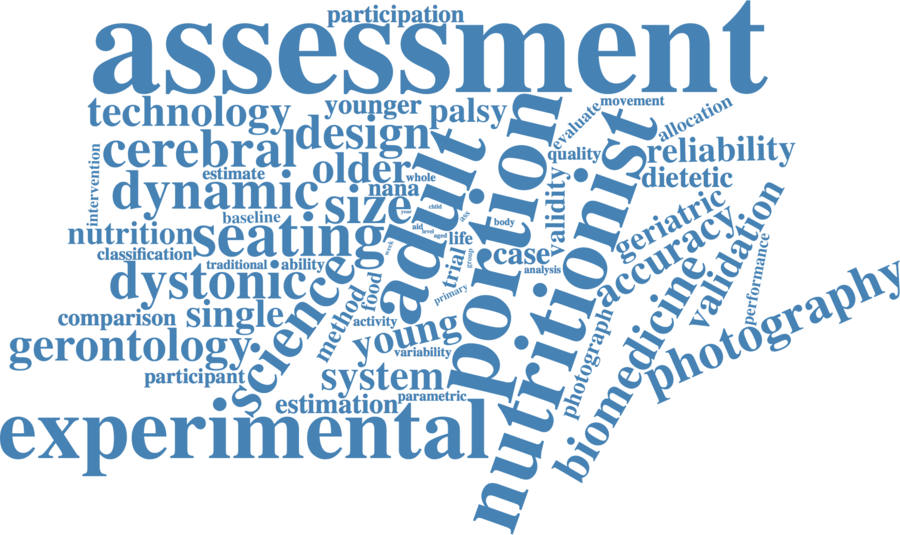 participation
assessment
technology
younger
palsy
evaluate
movement
allocation
cerebral
design
adult
portion
nutritionist
quality
reliability
intervention
estimate
older
whole
dietetic
dynamic
nana
size
validity
baseline
year
child
ass
body
geriatric
nutrition
seating
aid
level
aged
life
case
accuracy
validation
classification
traditional
ability
week
trial
group
analysis
performance
dystonic
science
method
food
primary
biomedicine
photography
comparison
single
activity
young
photograph
gerontology
variability
participant
system
parametric
estimation
experimental